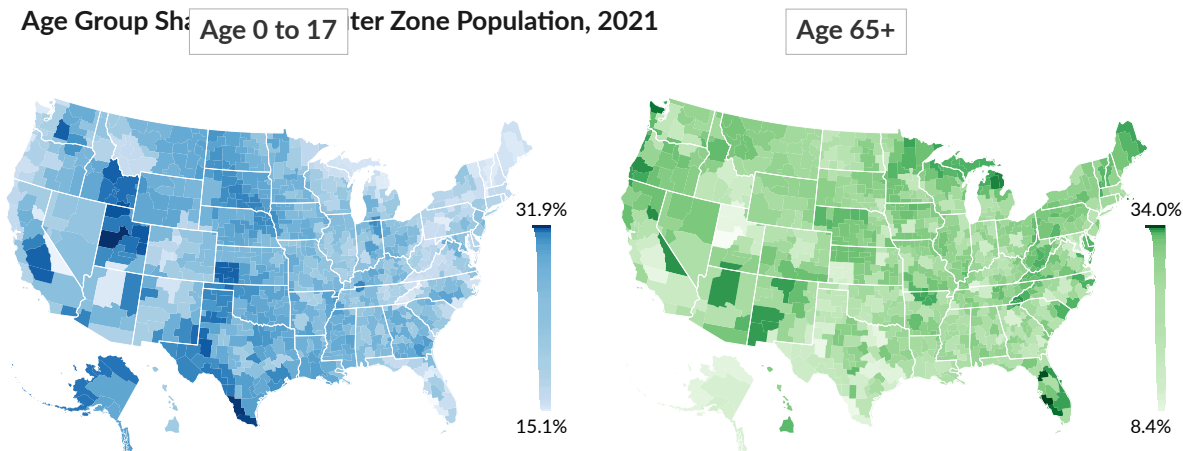 Age Group Sha ter Zone Population, 2021
Age 0 to 17
Age 65+
31.9%
15.1%
34.0%
8.4%